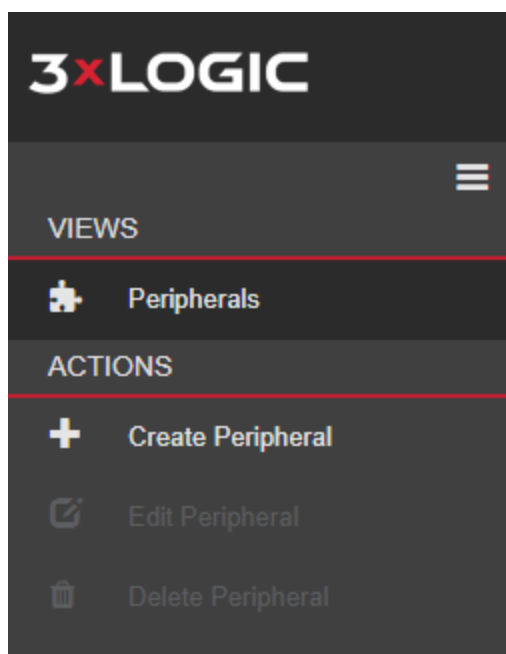 3xLOGIC
VIEWS
Peripherals
ACTIONS
Create Peripheral
Edit Peripheral
Delete Peripheral